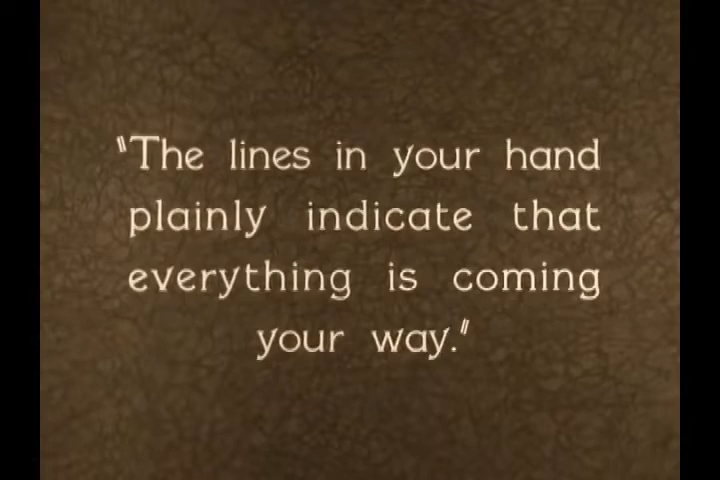 "The lines in your hand
plainly indicate that
everything is coming
your way."